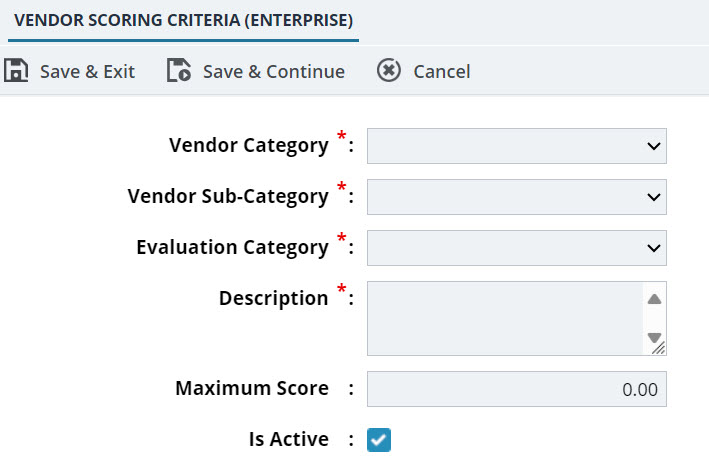 VENDOR SCORING CRITERIA (ENTERPRISE)
Save & Exit Save & Continue Cancel
Vendor Category * :
Vendor Sub-Category * :
Evaluation Category * :
Description * :
Maximum Score : 0.00
Is Active :